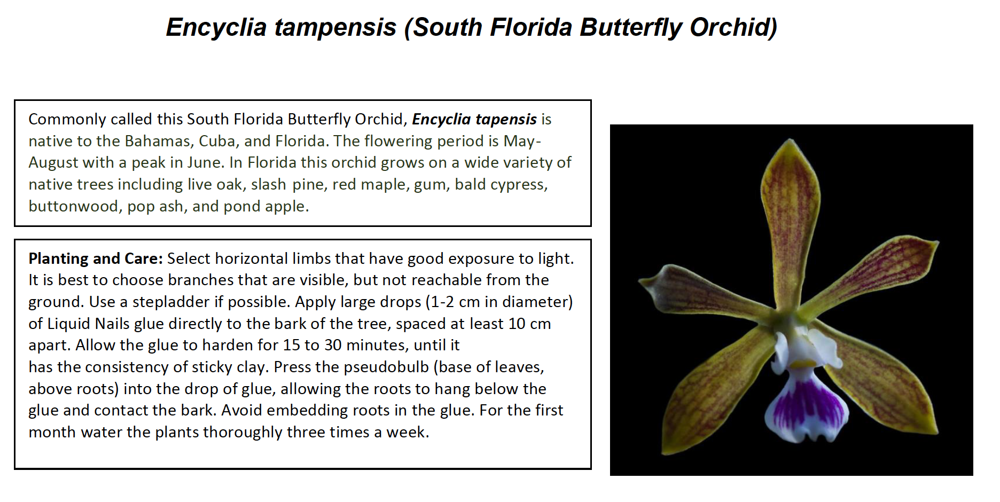 Encyclia tampensis (South Florida Butterfly Orchid)
Commonly called this South Florida Butterfly Orchid, Encyclia tapensis is
native to the Bahamas, Cuba, and Florida. The flowering period is May-
August with a peak in June. In Florida this orchid grows on a wide variety of
native trees including live oak, slash pine, red maple, gum, bald cypress,
buttonwood, pop ash, and pond apple.
Planting and Care: Select horizontal limbs that have good exposure to light.
It is best to choose branches that are visible, but not reachable from the
ground. Use a stepladder if possible. Apply large drops (1-2 cm in diameter)
of Liquid Nails glue directly to the bark of the tree, spaced at least 10 cm
apart. Allow the glue to harden for 15 to 30 minutes, until it
has the consistency of sticky clay. Press the pseudobulb (base of leaves,
above roots) into the drop of glue, allowing the roots to hang below the
glue and contact the bark. Avoid embedding roots in the glue. For the first
month water the plants thoroughly three times a week.